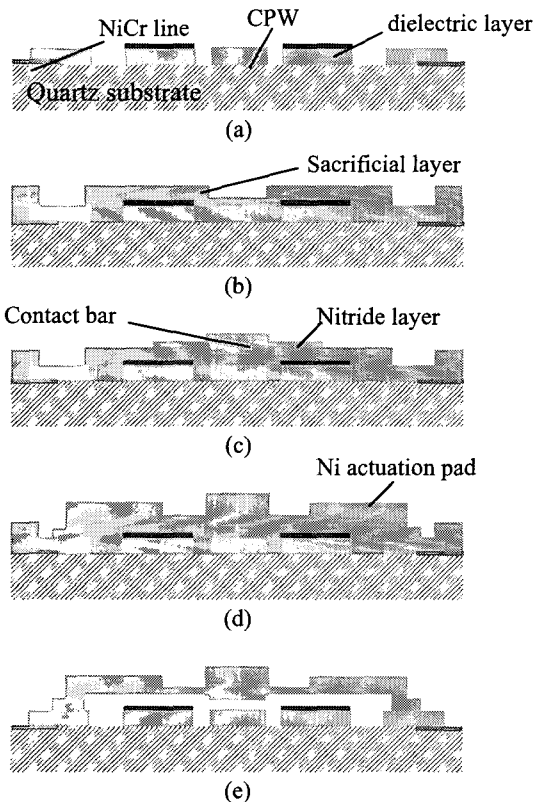 NiCr line
CPW
dielectric layer
Quartz substrate
(a)
Sacrificial layer
(b)
Contact bar
Nitride layer
(c)
Ni actuation pad
(d)
(e)